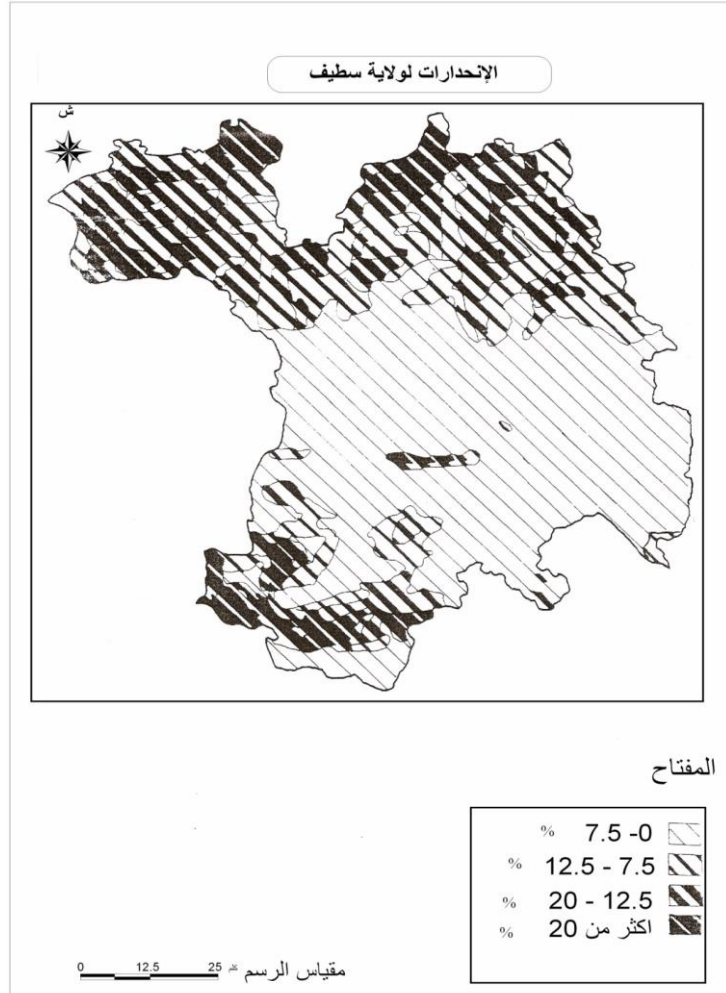 الإنحدارات لولاية سطيف
ش
المفتاح
0- 7.5 %
7.5 - 12.5 %
12.5 - 20 %
اكثر من 20 %
مقياس الرسم
0 12.5 25 كلم